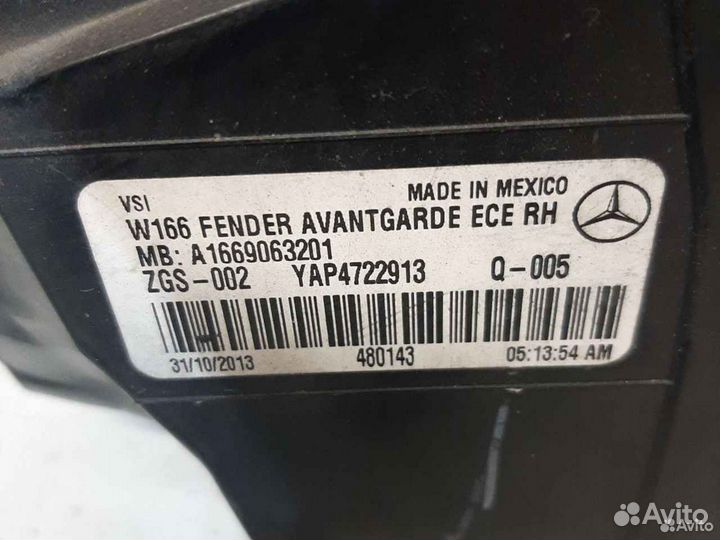 VSI
MADE IN MEXICO
W166 FENDER AVANTGARDE ECE RH
MB: A1669063201
ZGS-002 YAP4722913 Q-005
31/10/2013 480143 05:13:54 AM
Avito